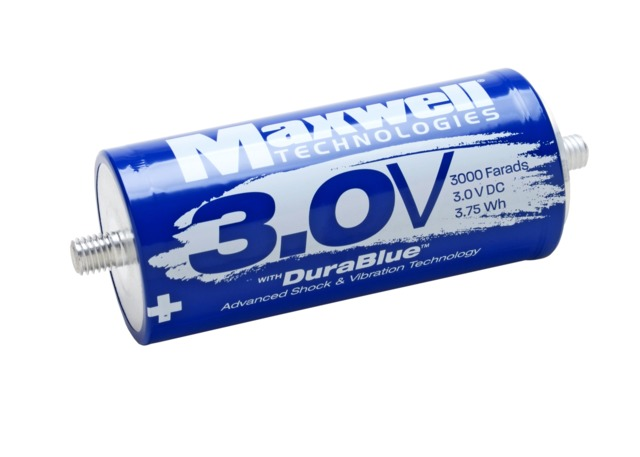 Maxwell®
TECHNOLOGIES
3.0V
3000 Farads
3.0 V DC
3.75 Wh
WITH DuraBlue™
Advanced Shock & Vibration Technology
+